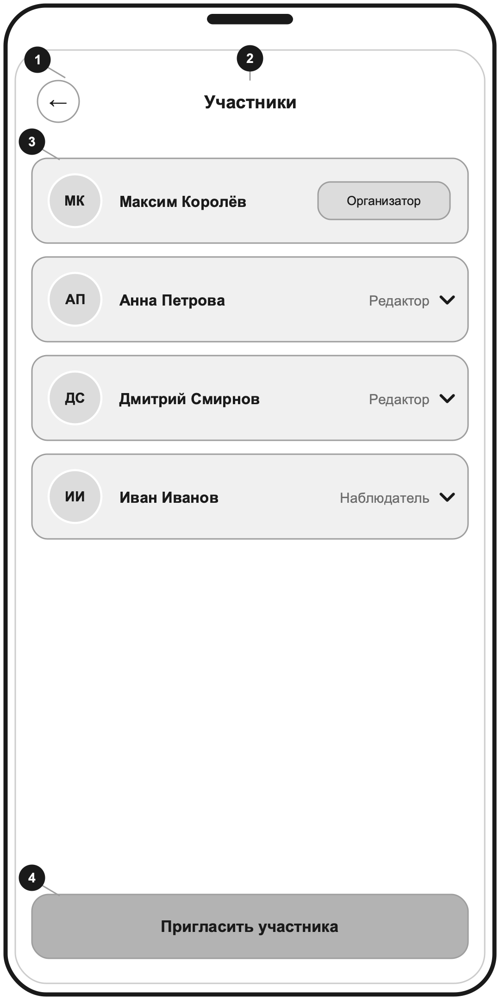 1
2
←
Участники
3
МК
Максим Королёв
Организатор
АП
Анна Петрова
Редактор
ДС
Дмитрий Смирнов
Редактор
ИИ
Иван Иванов
Наблюдатель
4
Пригласить участника